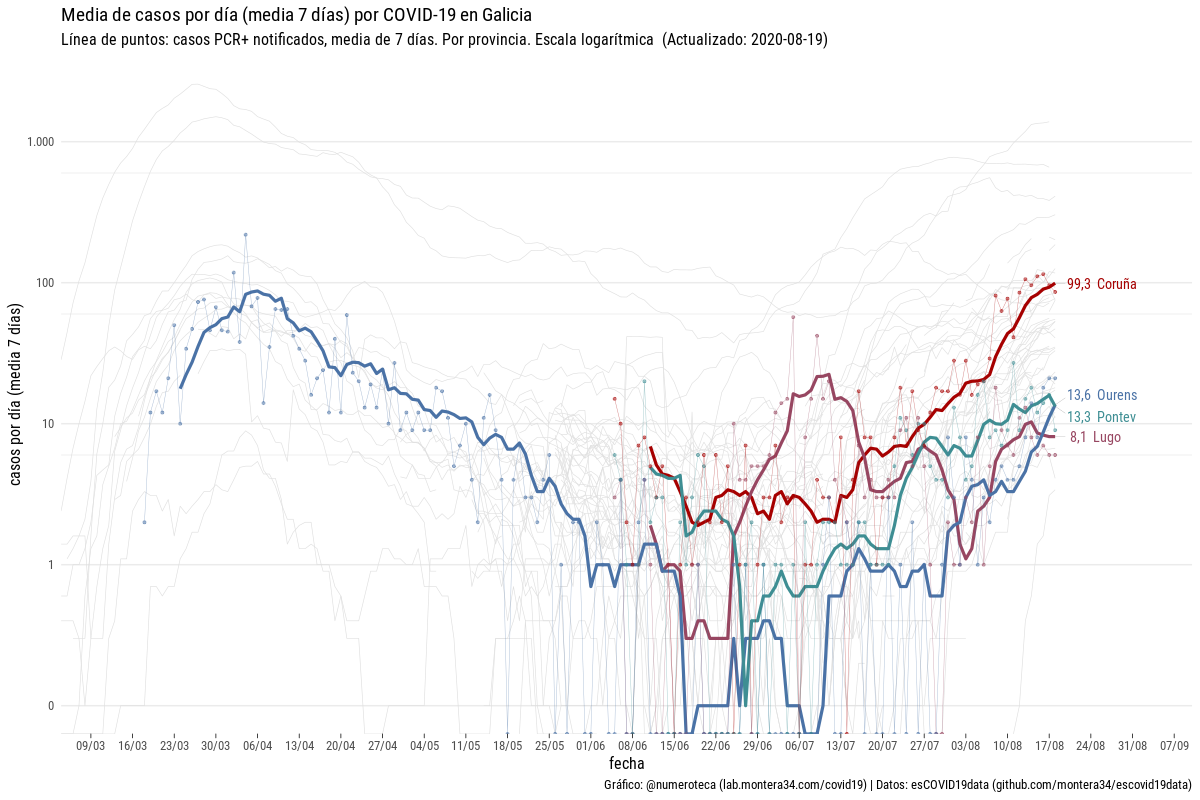 Media de casos por día (media 7 días) por COVID-19 en Galicia
Línea de puntos: casos PCR+ notificados, media de 7 días. Por provincia. Escala logarítmica (Actualizado: 2020-08-19)
casos por día (media 7 días)
1.000
100
10
1
0
99,3 Coruña
13,6 Ourens
13,3 Pontev
8,1 Lugo
09/03 16/03 23/03 30/03 06/04 13/04 20/04 27/04 04/05 11/05 18/05 25/05 01/06 08/06 15/06 22/06 29/06 06/07 13/07 20/07 27/07 03/08 10/08 17/08 24/08 31/08 07/09
fecha
Gráfico: @numeroteca (lab.montera34.com/covid19) | Datos: esCOVID19data (github.com/montera34/escovid19data)